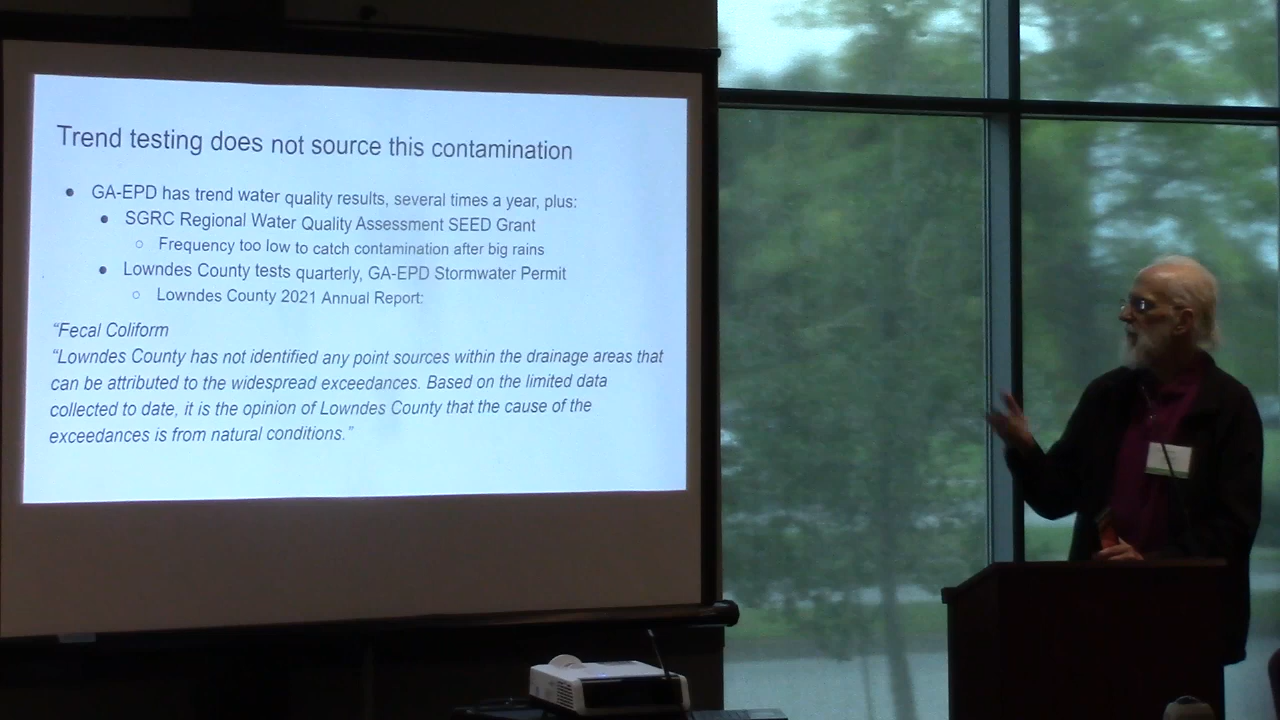 Trend testing does not source this contamination
● GA-EPD has trend water quality results, several times a year, plus:
● SGRC Regional Water Quality Assessment SEED Grant
○ Frequency too low to catch contamination after big rains
● Lowndes County tests quarterly, GA-EPD Stormwater Permit
○ Lowndes County 2021 Annual Report:
“Fecal Coliform
“Lowndes County has not identified any point sources within the drainage areas that
can be attributed to the widespread exceedances. Based on the limited data
collected to date, it is the opinion of Lowndes County that the cause of the
exceedances is from natural conditions.”